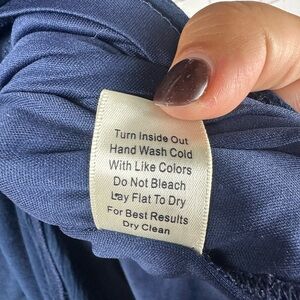 Turn Inside Out
Hand Wash Cold
With Like Colors
Do Not Bleach
Lay Flat To Dry
For Best Results
Dry Clean